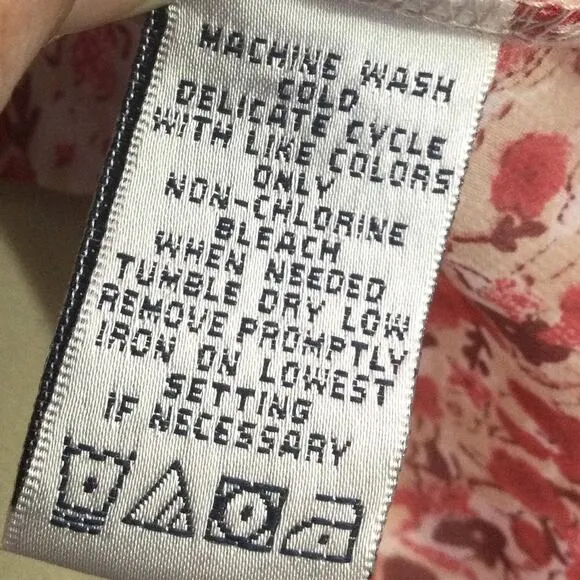 MACHINE WASH
COLD
DELICATE CYCLE
WITH LIKE COLORS
ONLY
NON-CHLORINE
BLEACH
WHEN NEEDED
TUMBLE DRY LOW
REMOVE PROMPTLY
IRON ON LOWEST
SETTING
IF NECESSARY